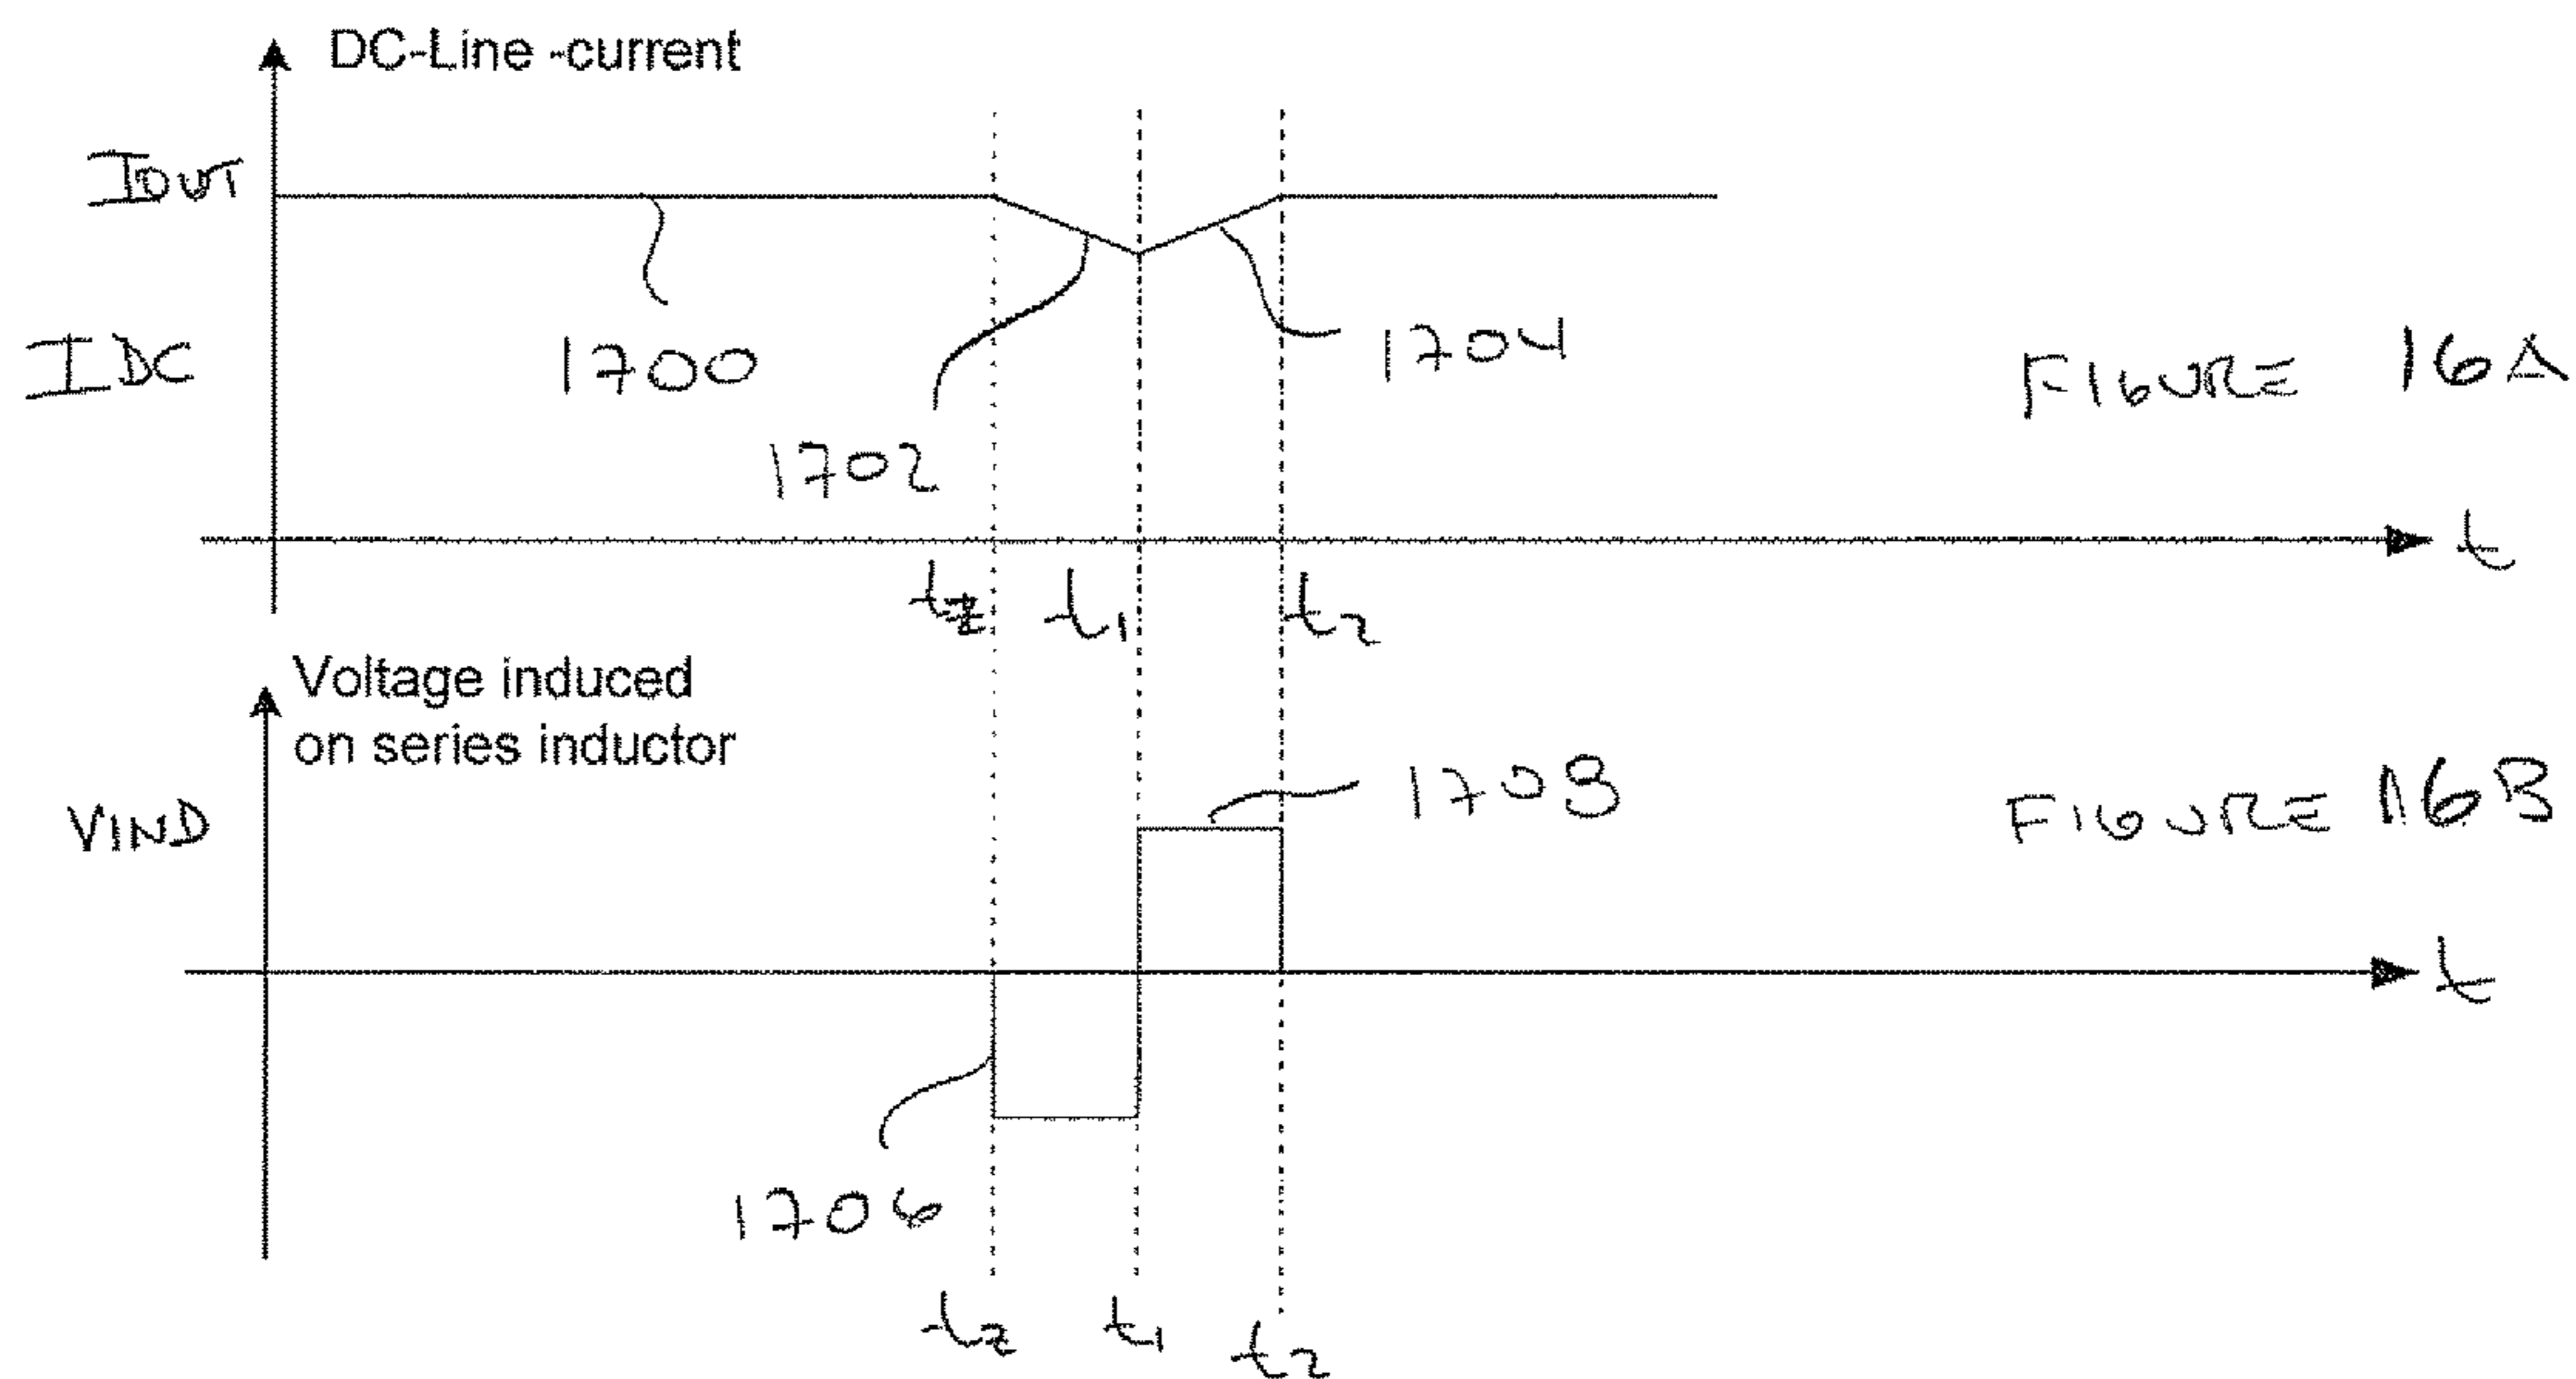 DC-Line -current
IOUT
IDC
1700
1702
1704
FIGURE 16A
t
tz
t1
t2
Voltage induced
on series inductor
VIND
1708
FIGURE 16B
t
1706
tz
t1
t2